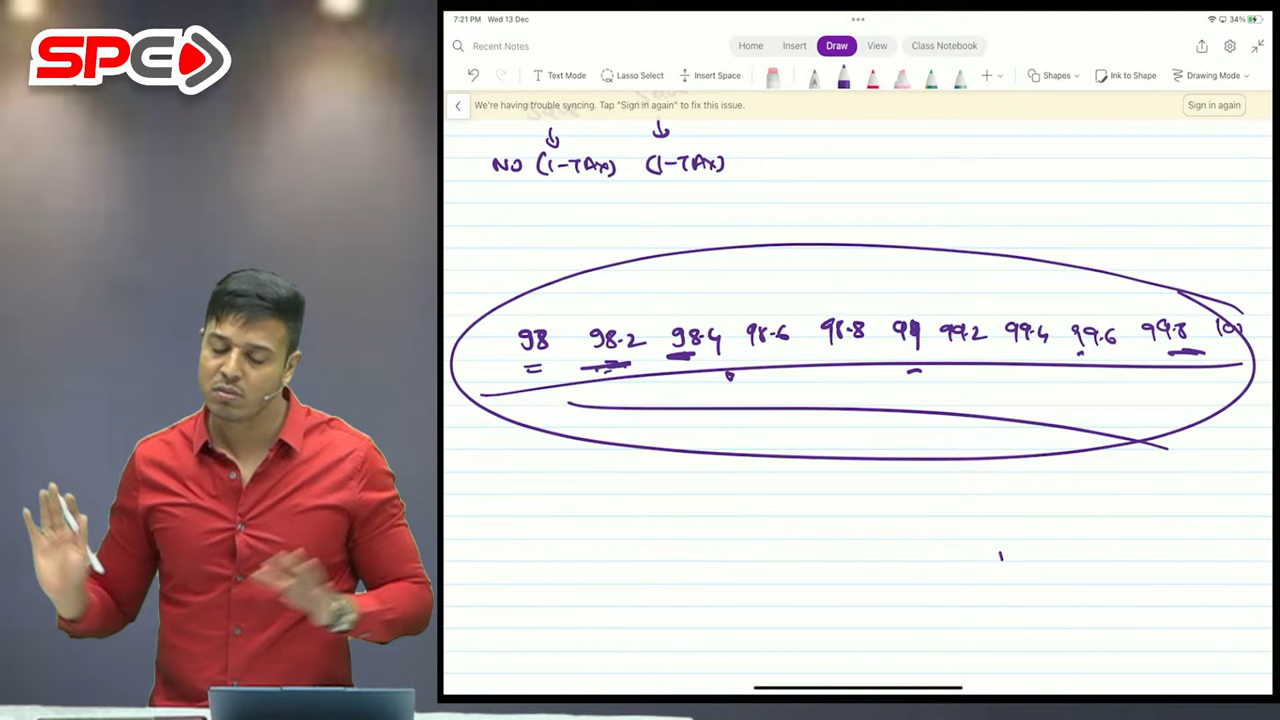 SPED
7:21 PM Wed 13 Dec
34%
Recent Notes
Home Insert Draw View Class Notebook
Text Mode Lasso Select Insert Space Shapes Ink to Shape Drawing Mode
We're having trouble syncing. Tap "Sign in again" to fix this issue.
Sign in again
NO (1-TAX) (1-TAX)
98 98.2 98.4 98.6 98.8 99 99.2 99.4 99.6 99.8 100